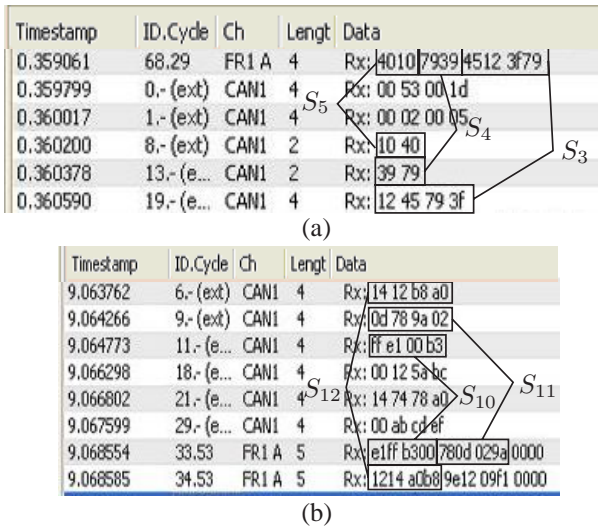 Timestamp ID.Cycle Ch Lengt Data
0.359061 68.29 FR1 A 4 Rx: 4010 7939 4512 3f79
0.359799 0.- (ext) CAN1 4 Rx: 00 53 00 1d
0.360017 1.- (ext) CAN1 4 Rx: 00 02 00 05
0.360200 8.- (ext) CAN1 2 Rx: 10 40
0.360378 13.- (e... CAN1 2 Rx: 39 79
0.360590 19.- (e... CAN1 4 Rx: 12 45 79 3f
S5
S4
S3
(a)
Timestamp ID.Cycle Ch Lengt Data
9.063762 6.- (ext) CAN1 4 Rx: 14 12 b8 a0
9.064266 9.- (ext) CAN1 4 Rx: 0d 78 9a 02
9.064773 11.- (e... CAN1 4 Rx: ff e1 00 b3
9.066298 18.- (e... CAN1 4 Rx: 00 12 5a bc
9.066802 21.- (e... CAN1 4 Rx: 14 74 78 a0
9.067599 29.- (e... CAN1 4 Rx: 00 ab cd ef
9.068554 33.53 FR1 A 5 Rx: e1ff b300 780d 029a 0000
9.068585 34.53 FR1 A 5 Rx: 1214 a0b8 9e12 09f1 0000
S12
S10
S11
(b)